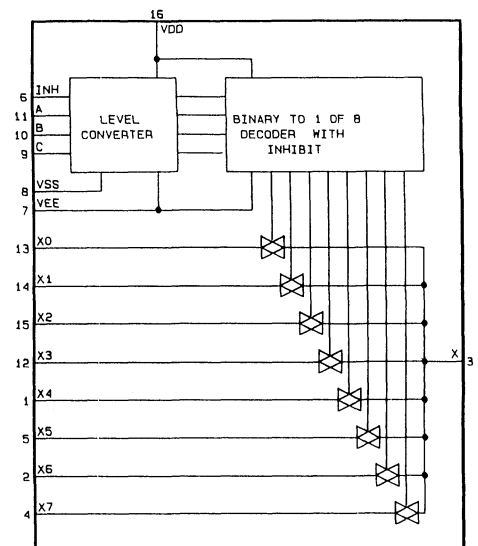 16
VDD
6 INH
11 A
10 B
9 C
LEVEL
CONVERTER
BINARY TO 1 OF 8
DECODER WITH
INHIBIT
8 VSS
7 VEE
13 X0
14 X1
15 X2
12 X3
X 3
1 X4
5 X5
2 X6
4 X7